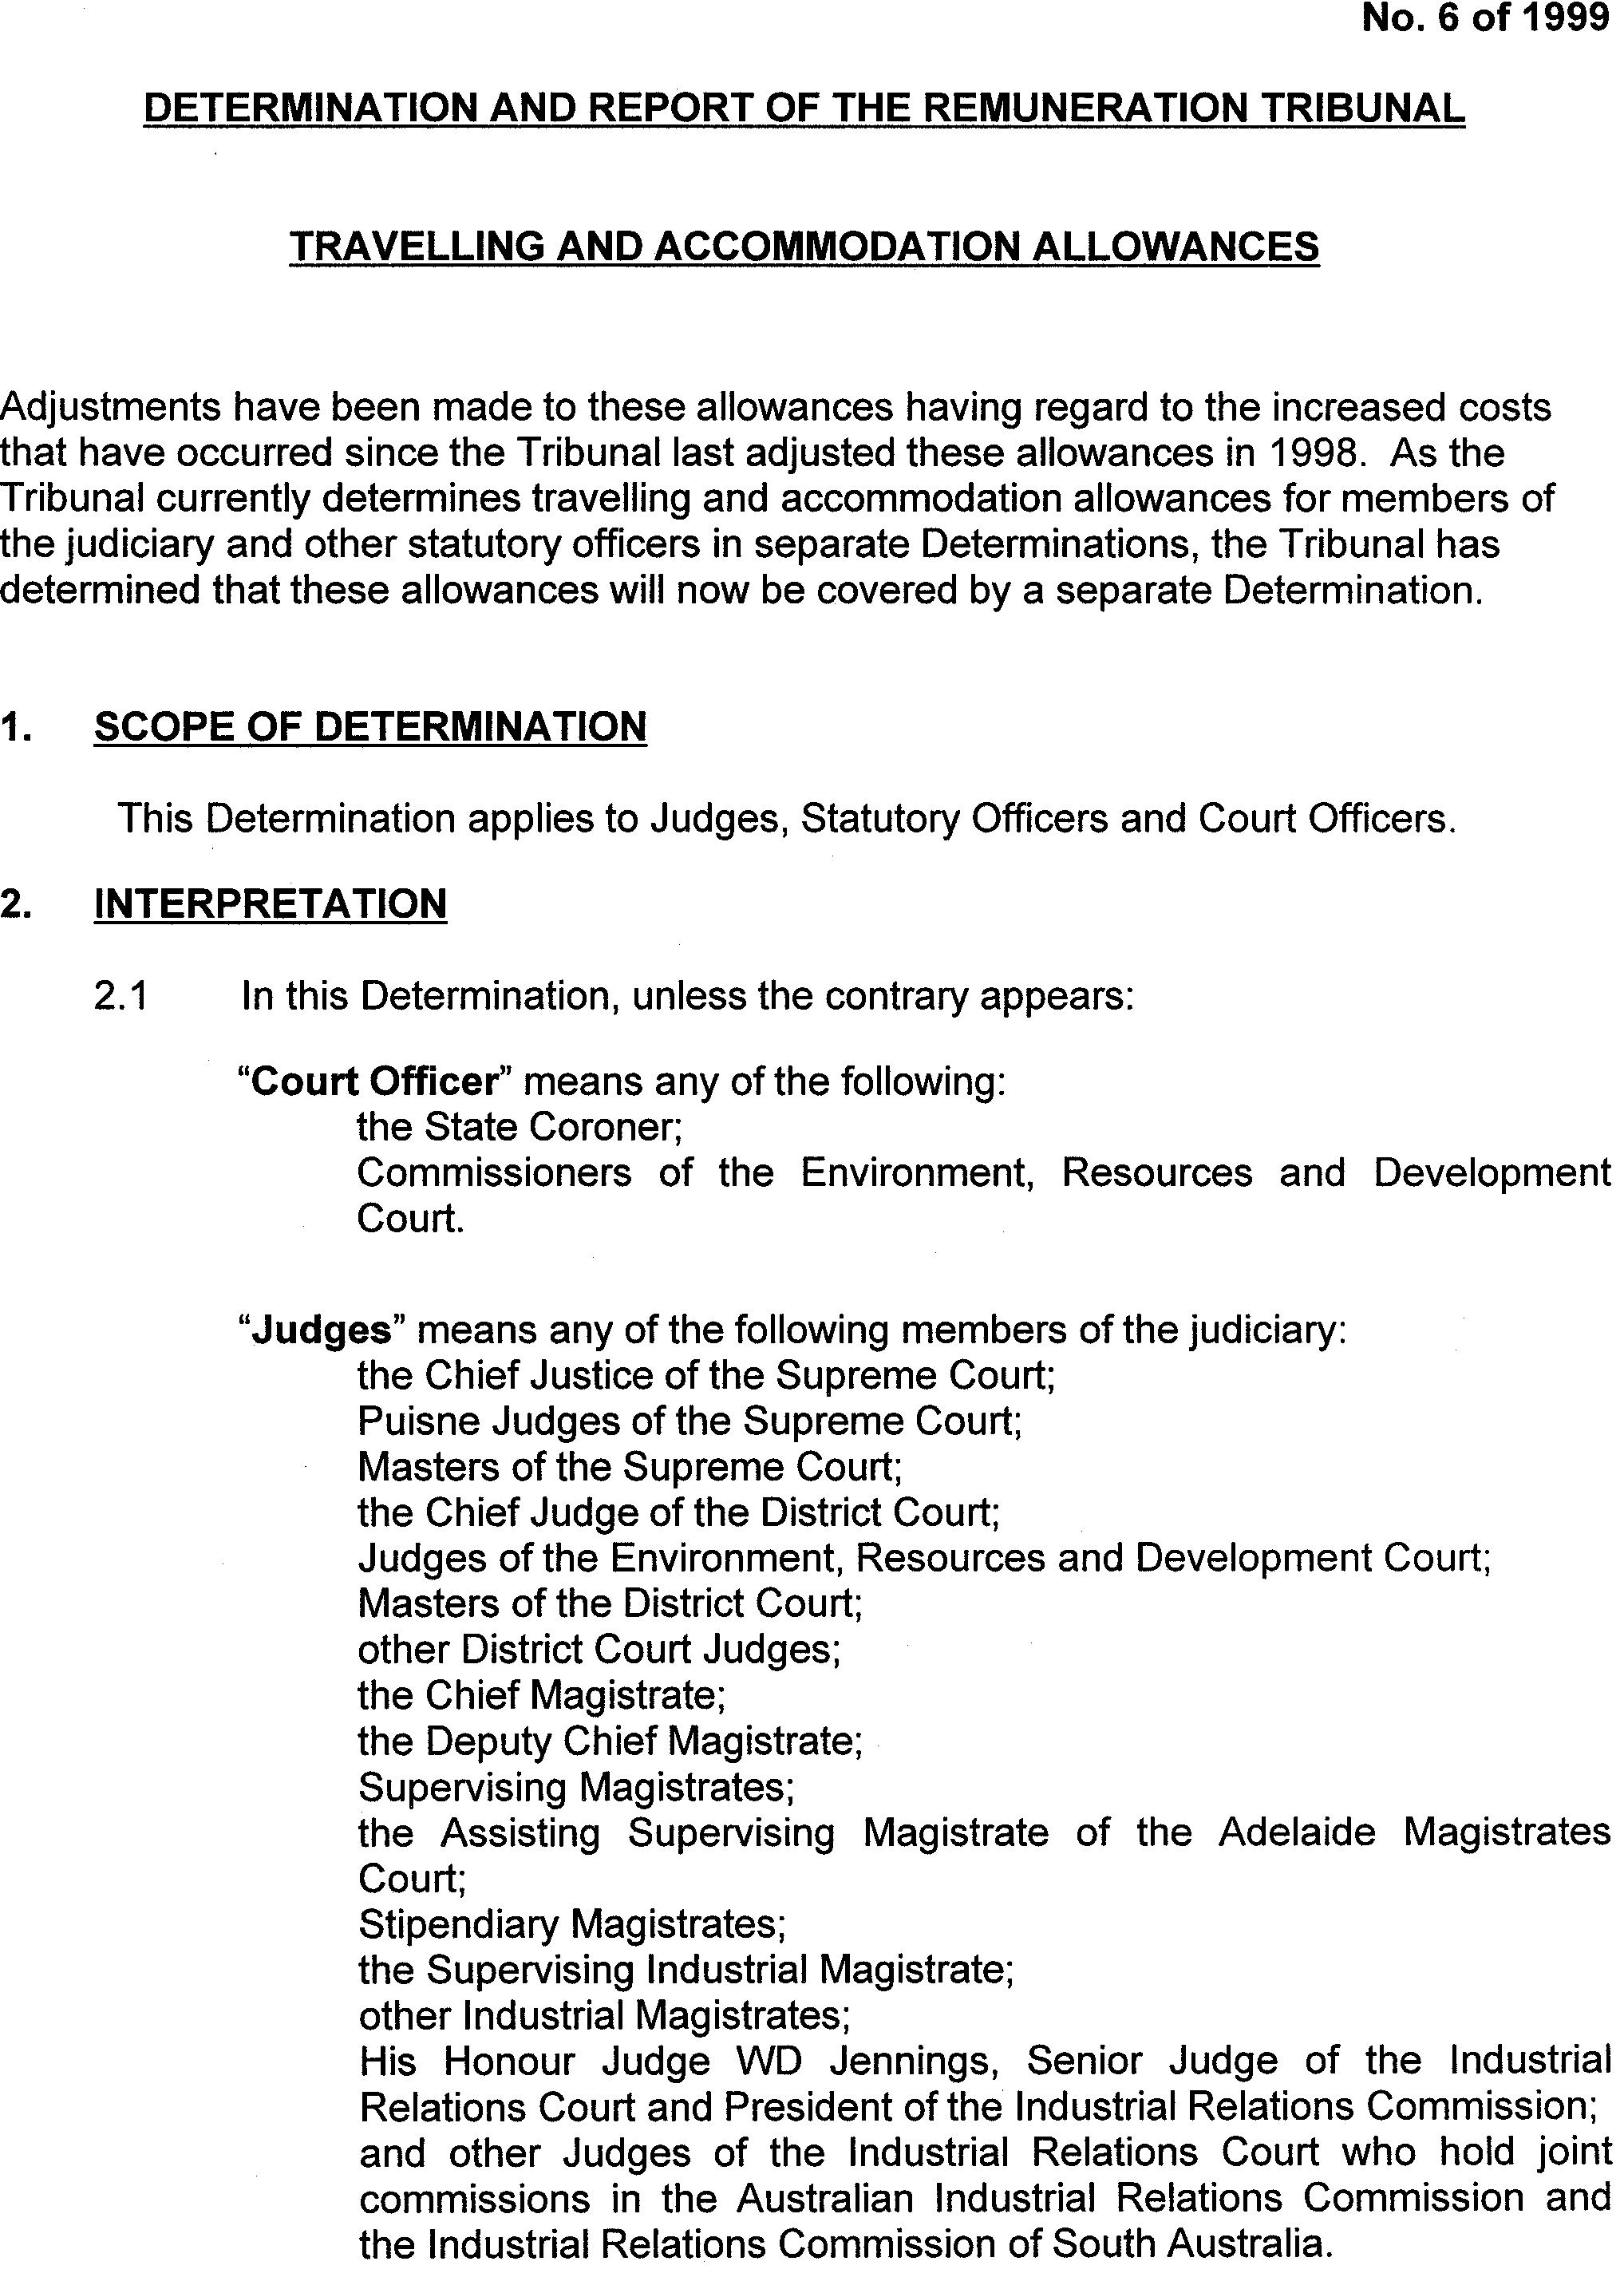 No. 6 of 1999
DETERMINATION AND REPORT OF THE REMUNERATION TRIBUNAL
TRAVELLING AND ACCOMMODATION ALLOWANCES
Adjustments have been made to these allowances having regard to the increased costs
that have occurred since the Tribunal last adjusted these allowances in 1998. As the
Tribunal currently determines travelling and accommodation allowances for members of
the judiciary and other statutory officers in separate Determinations, the Tribunal has
determined that these allowances will now be covered by a separate Determination.
1. SCOPE OF DETERMINATION
This Determination applies to Judges, Statutory Officers and Court Officers.
2. INTERPRETATION
2.1 In this Determination, unless the contrary appears:
“Court Officer” means any of the following:
the State Coroner;
Commissioners of the Environment, Resources and Development
Court.
“Judges” means any of the following members of the judiciary:
the Chief Justice of the Supreme Court;
Puisne Judges of the Supreme Court;
Masters of the Supreme Court;
the Chief Judge of the District Court;
Judges of the Environment, Resources and Development Court;
Masters of the District Court;
other District Court Judges;
the Chief Magistrate;
the Deputy Chief Magistrate;
Supervising Magistrates;
the Assisting Supervising Magistrate of the Adelaide Magistrates
Court;
Stipendiary Magistrates;
the Supervising Industrial Magistrate;
other Industrial Magistrates;
His Honour Judge WD Jennings, Senior Judge of the Industrial
Relations Court and President of the Industrial Relations Commission;
and other Judges of the Industrial Relations Court who hold joint
commissions in the Australian Industrial Relations Commission and
the Industrial Relations Commission of South Australia.